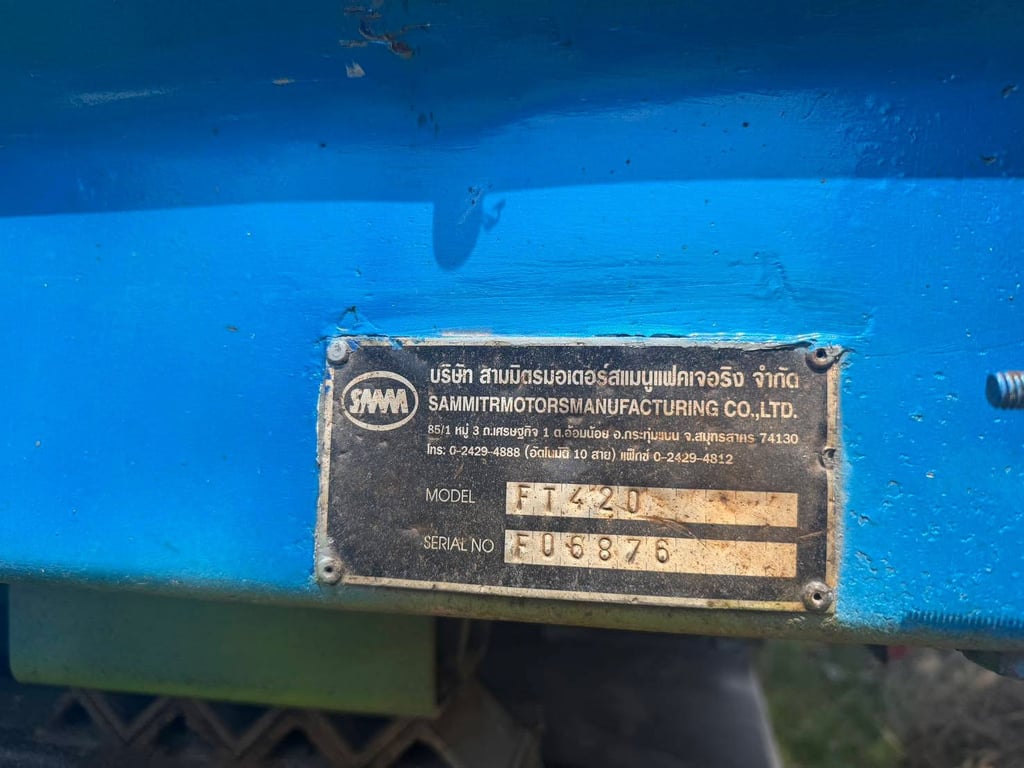 SMM
บริษัท สามมิตรมอเตอร์สแมนูแฟคเจอริง จำกัด
SAMMITRMOTORSMANUFACTURING CO.,LTD.
85/1 หมู่ 3 ถ.เศรษฐกิจ 1 ต.อ้อมน้อย อ.กระทุ่มแบน จ.สมุทรสาคร 74130
โทร: 0-2429-4888 (อัตโนมัติ 10 สาย) แฟ็กซ์ 0-2429-4812
MODEL FT420
SERIAL NO F06876